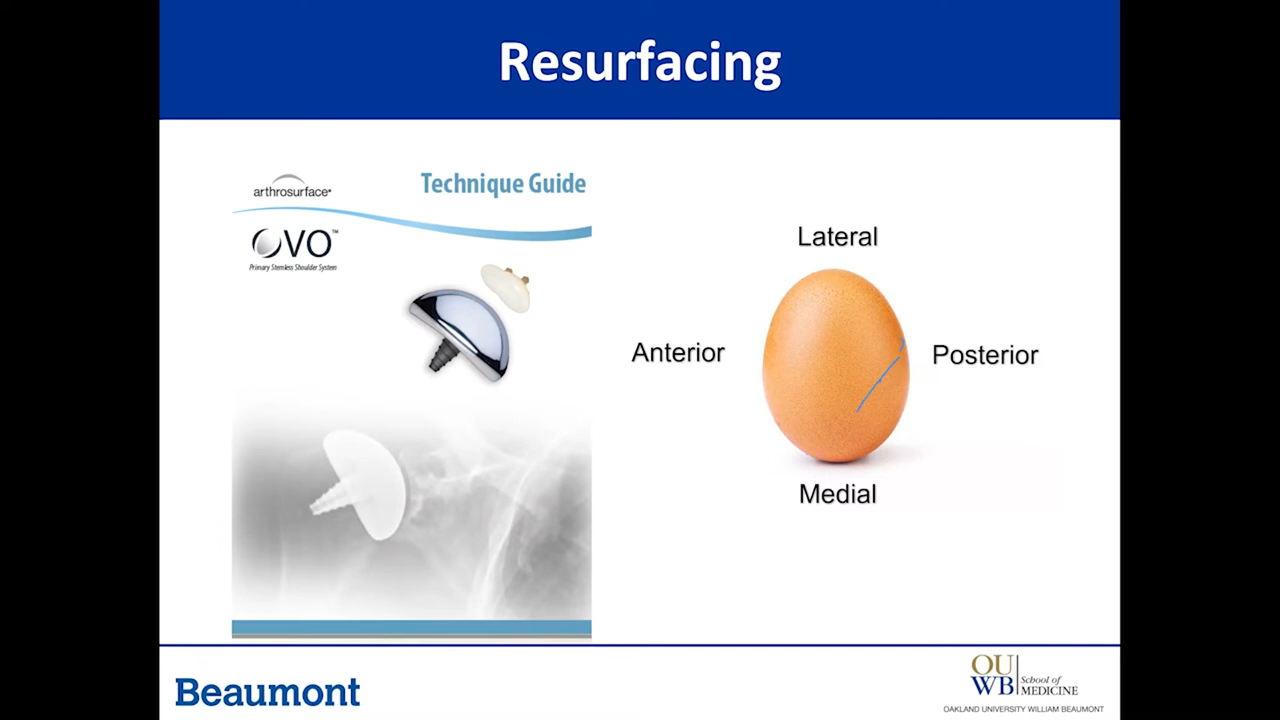 Resurfacing
arthrosurface
Technique Guide
OVO™
Primary Stemless Shoulder System
Lateral
Anterior
Posterior
Medial
Beaumont
OU
WB
School of
MEDICINE
OAKLAND UNIVERSITY WILLIAM BEAUMONT